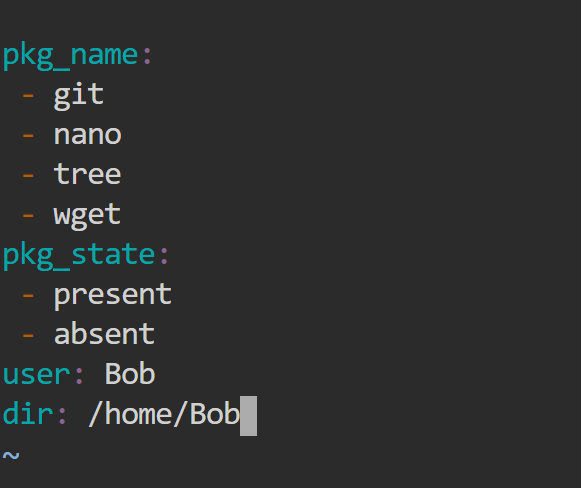 pkg_name:
 - git
 - nano
 - tree
 - wget
pkg_state:
 - present
 - absent
user: Bob
dir: /home/Bob
~